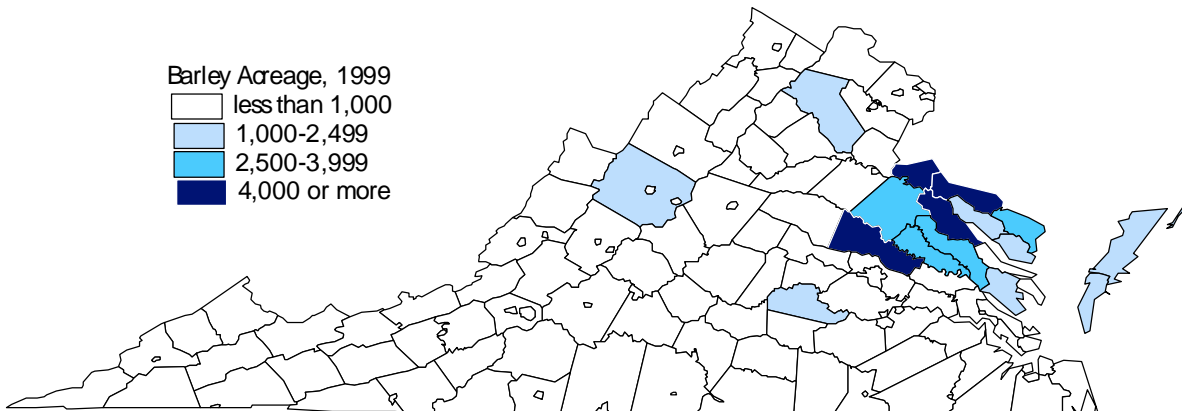 Barley Acreage, 1999
less than 1,000
1,000-2,499
2,500-3,999
4,000 or more